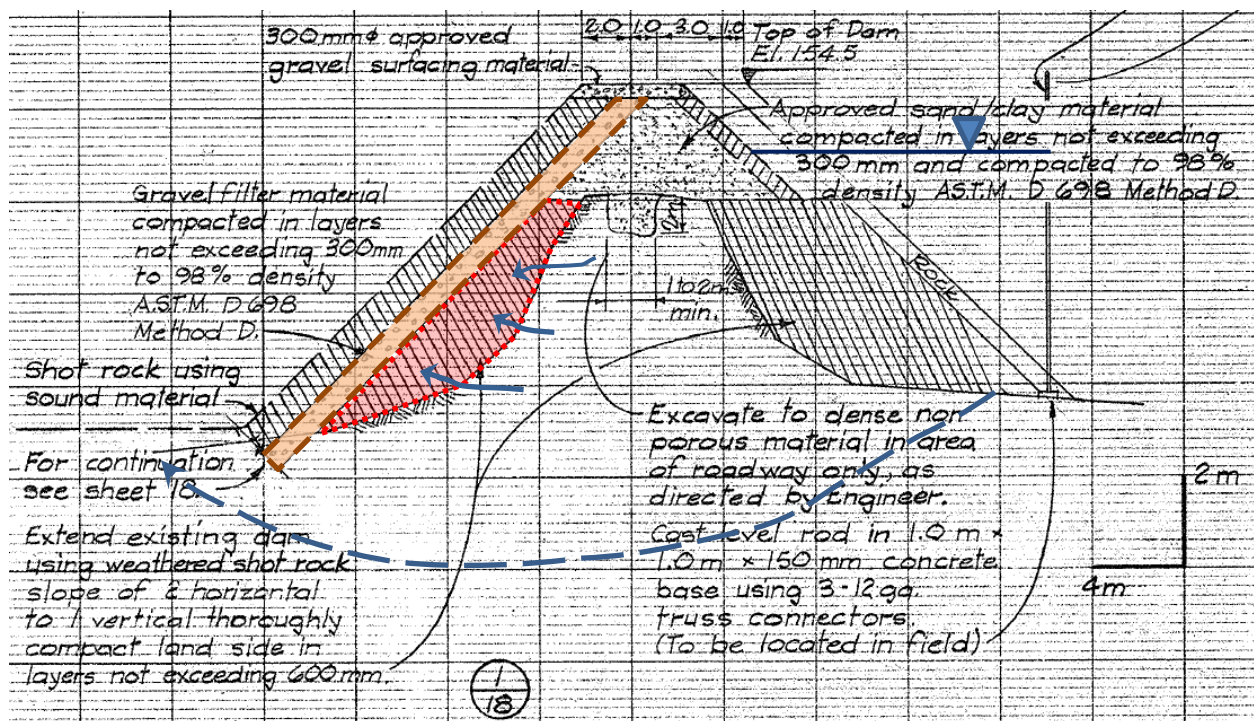 300mmϕ approved
gravel surfacing material
2.0 1.0 3.0 1.0
Top of Dam
El. 154.5
Approved sand/clay material
compacted in layers not exceeding
300 mm and compacted to 98%
density A.S.T.M. D 698 Method D.
Gravel filter material
compacted in layers
not exceeding 300mm
to 98% density
A.S.T.M. D 698
Method D.
2m
Rock
1 to 2m
min.
Shot rock using
sound material
For continuation
see sheet 18
Extend existing dam
using weathered shot rock
slope of 2 horizontal
to 1 vertical thoroughly
compact land side in
layers not exceeding 600mm.
Excavate to dense non
porous material in area
of roadway only, as
directed by Engineer.
Cast level rod in 1.0 m ×
1.0 m × 150 mm concrete
base using 3-12 ga.
truss connectors.
(To be located in field)
2m
4m
1
18